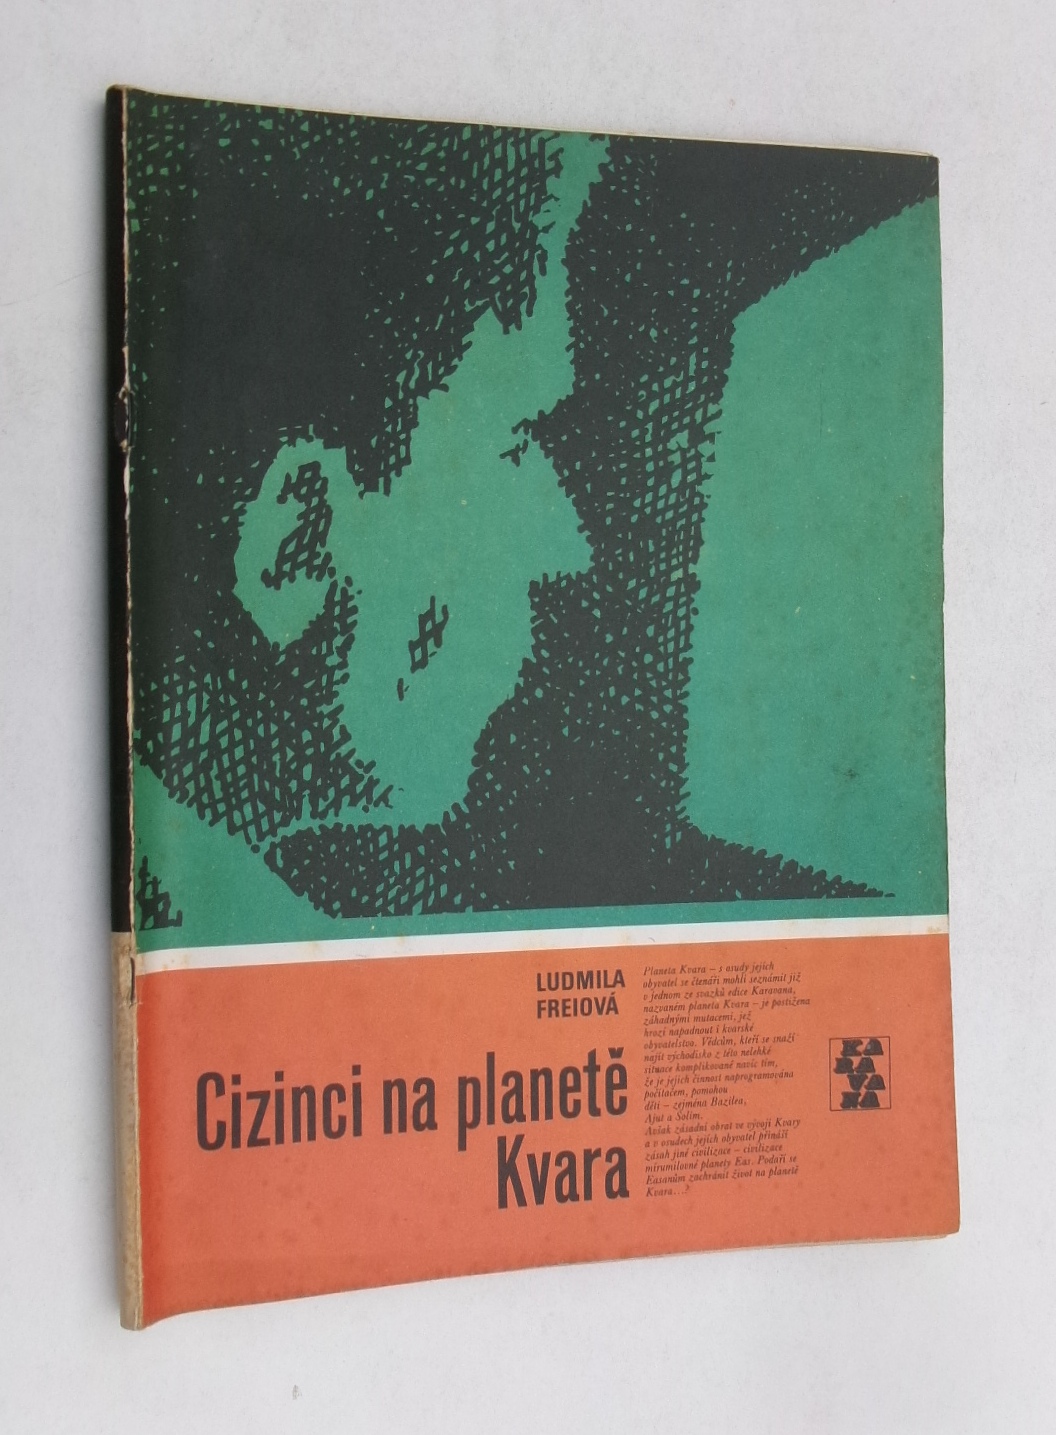 LUDMILA
FREIOVÁ
Cizinci na planetě
Kvara
Planeta Kvara – s osudy jejich
obyvatel se čtenáři mohli seznámit již
v jednom ze svazků edice Karavana,
nazvaném planeta Kvara – je postižena
záhadnými mutacemi, jež
hrozí napadnout i kvarské
obyvatelstvo. Vědcům, kteří se snaží
najít východisko z této nelehké
situace komplikované navíc tím,
že je jejich činnost naprogramována
počítačem, pomohou
děti – zejména Bazilea,
Ajut a Solim.
Avšak zásadní obrat ve vývoji Kvary
a v osudech jejích obyvatel přináší
zásah jiné civilizace – civilizace
mírumilovné planety Eas. Podaří se
Easanům zachránit život na planetě
Kvara...?
KA
RA
VA
NA